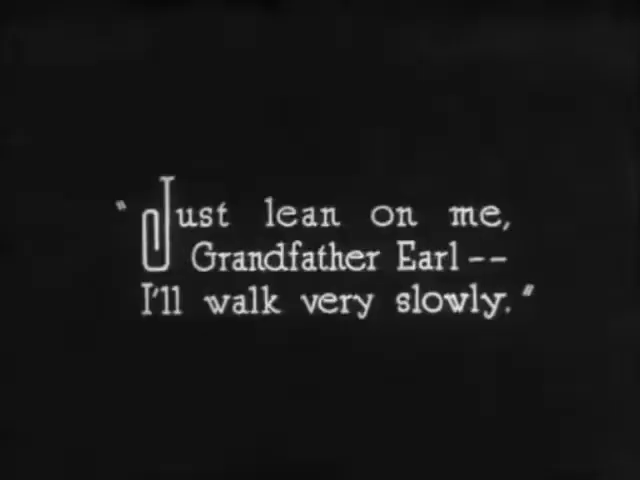 "Just lean on me,
Grandfather Earl--
I'll walk very slowly."